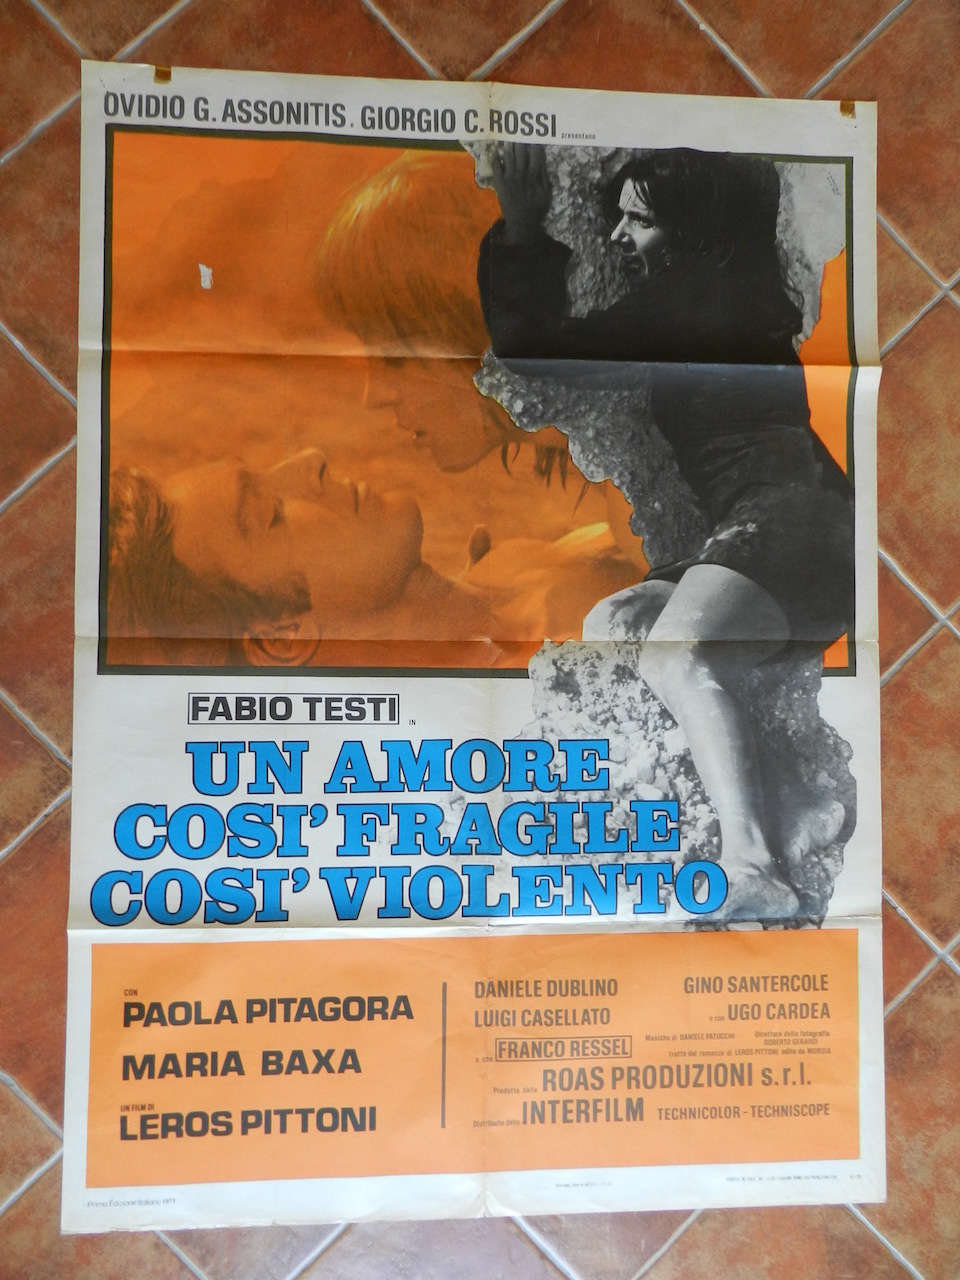 OVIDIO G. ASSONITIS. GIORGIO C. ROSSI presentano
FABIO TESTI IN
UN AMORE
COSI' FRAGILE
COSI' VIOLENTO
CON
PAOLA PITAGORA
MARIA BAXA
UN FILM DI
LEROS PITTONI
DANIELE DUBLINO
GINO SANTERCOLE
LUIGI CASELLATO
e con UGO CARDEA
e con FRANCO RESSEL
Musiche di DANIELE PATUCCHI
Direttore della fotografia
ROBERTO GERARDI
tratto dal romanzo di LEROS PITTONI edito da MURSIA
Prodotto dalla ROAS PRODUZIONI s.r.l.
Distribuito dalla INTERFILM TECHNICOLOR - TECHNISCOPE
Prima Edizione Italiana 1973